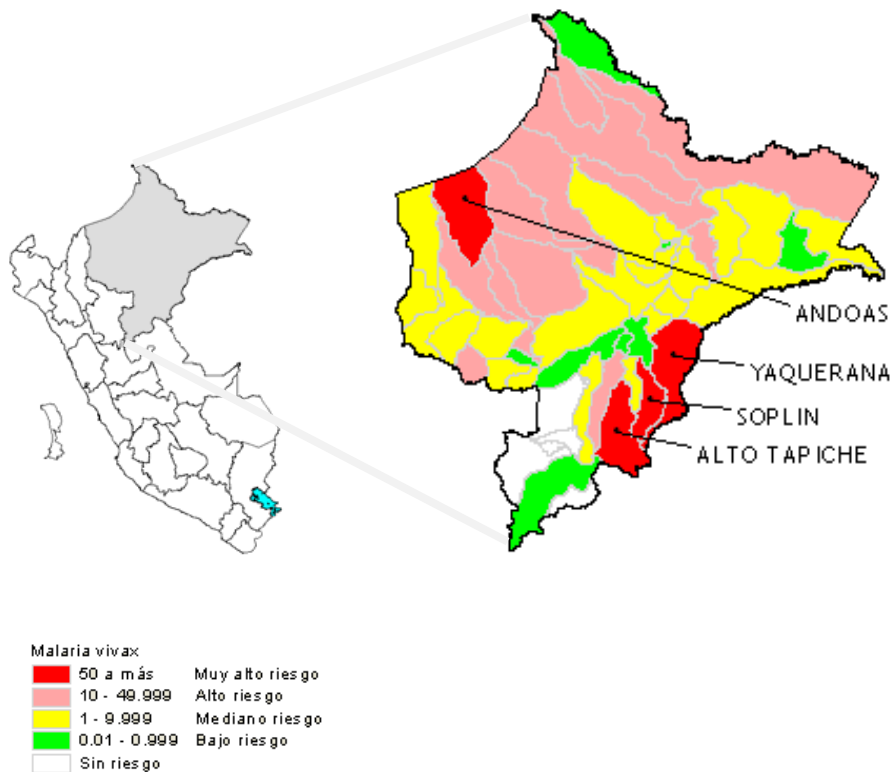 ANDOAS
YAQUERANA
SOPLIN
ALTO TAPICHE
Malaria vivax
50 a más Muy alto riesgo
10 - 49.999 Alto riesgo
1 - 9.999 Mediano riesgo
0.01 - 0.999 Bajo riesgo
Sin riesgo